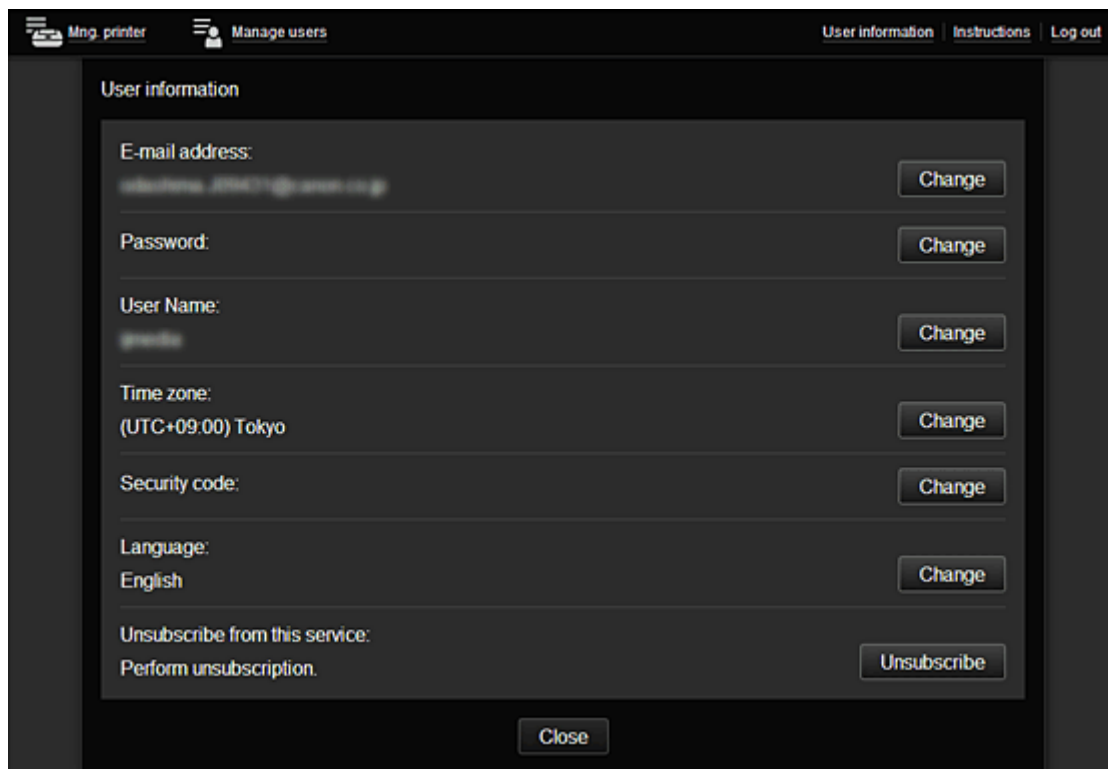 Mng. printer Manage users User information Instructions Log out
User information
E-mail address:
Change
Password:
Change
User Name:
Change
Time zone:
(UTC+09:00) Tokyo
Change
Security code:
Change
Language:
English
Change
Unsubscribe from this service:
Perform unsubscription.
Unsubscribe
Close